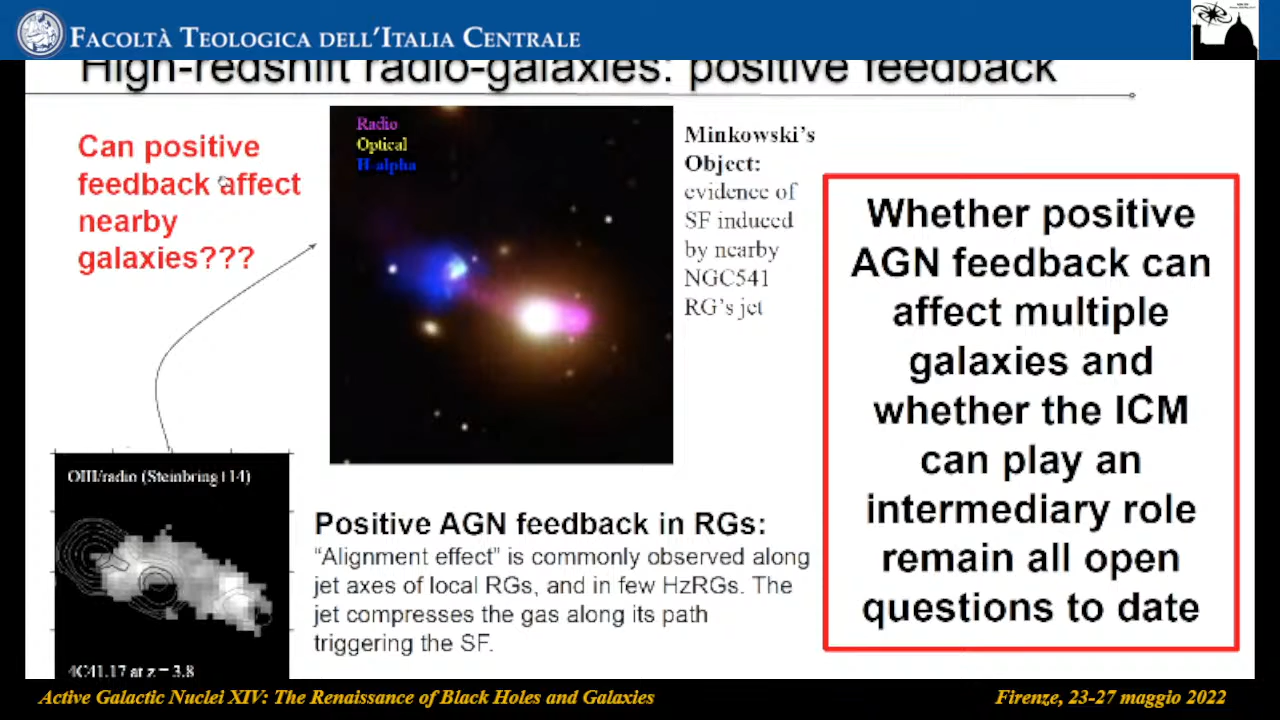 FACOLTÀ TEOLOGICA DELL'ITALIA CENTRALE
High-redshift radio-galaxies: positive feedback
Can positive
feedback affect
nearby
galaxies???
Radio
Optical
H-alpha
Minkowski's
Object:
evidence of
SF induced
by nearby
NGC541
RG's jet
Whether positive
AGN feedback can
affect multiple
galaxies and
whether the ICM
can play an
intermediary role
remain all open
questions to date
OIII/radio (Steinbring+14)
4C41.17 at z = 3.8
Positive AGN feedback in RGs:
“Alignment effect” is commonly observed along
jet axes of local RGs, and in few HzRGs. The
jet compresses the gas along its path
triggering the SF.
Active Galactic Nuclei XIV: The Renaissance of Black Holes and Galaxies
Firenze, 23-27 maggio 2022